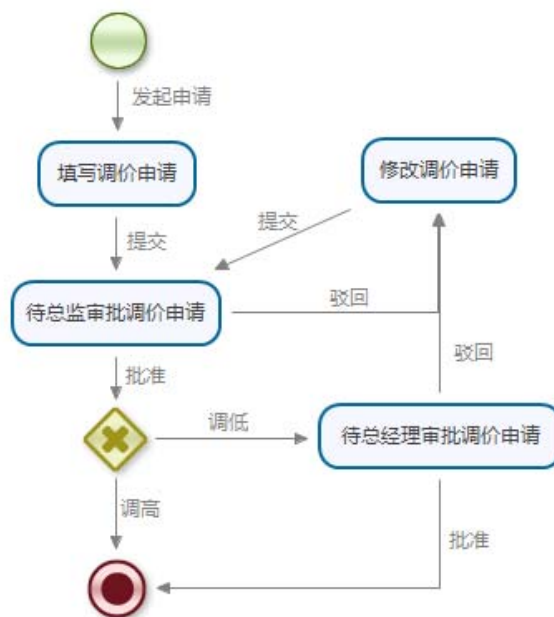 发起申请
填写调价申请
修改调价申请
提交
提交
待总监审批调价申请
驳回
驳回
批准
调低
待总经理审批调价申请
调高
批准